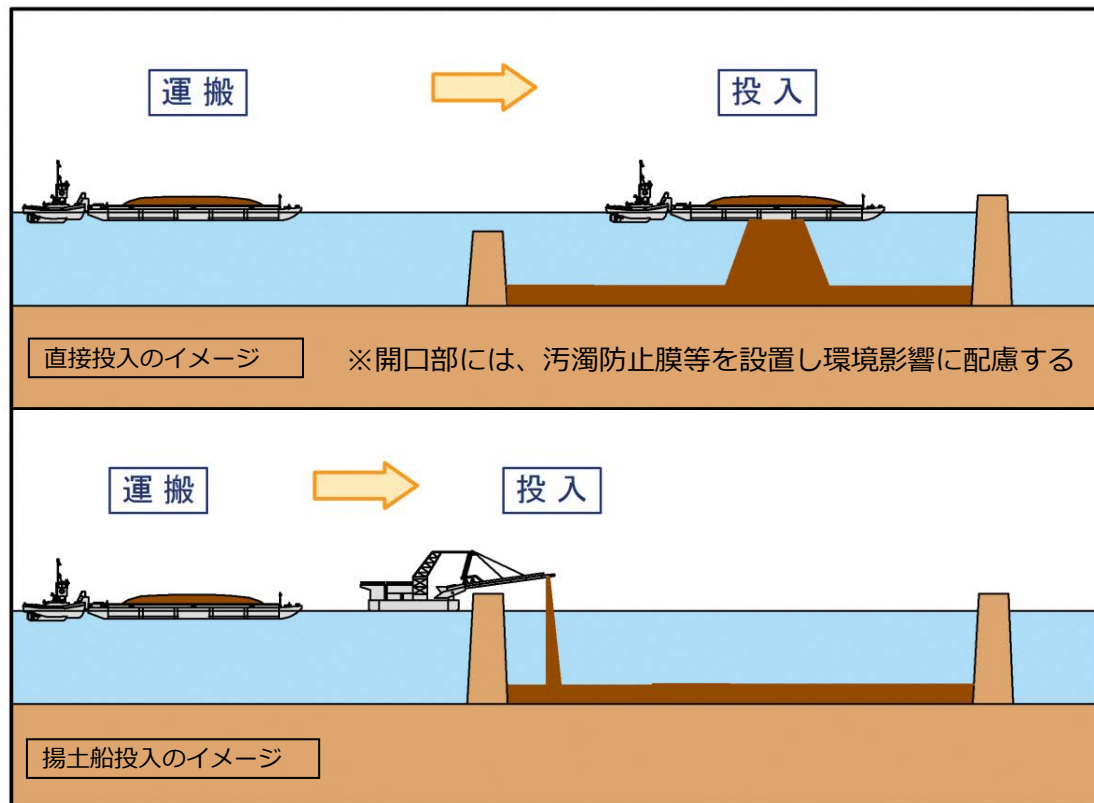 運搬
投入
直接投入のイメージ
※開口部には、汚濁防止膜等を設置し環境影響に配慮する
運搬
投入
揚土船投入のイメージ